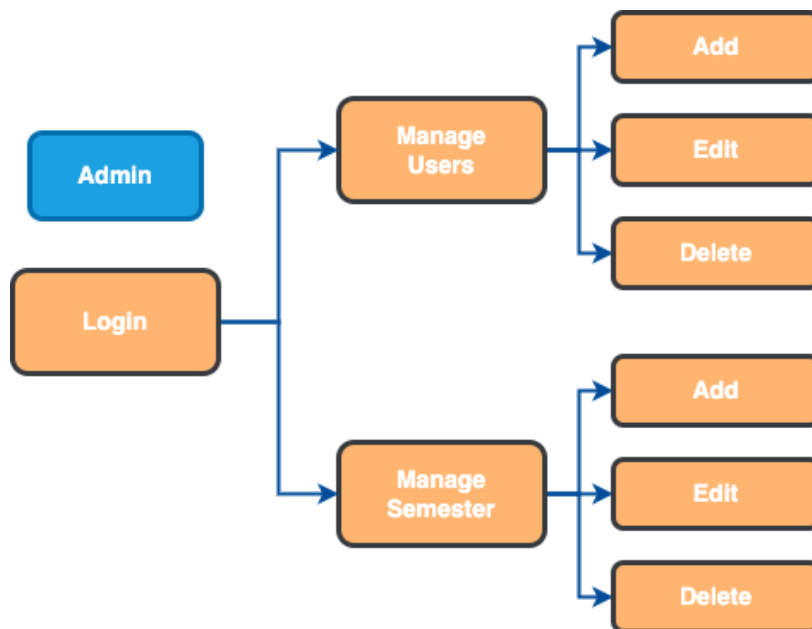 Admin
Login
Manage
Users
Add
Edit
Delete
Manage
Semester
Add
Edit
Delete